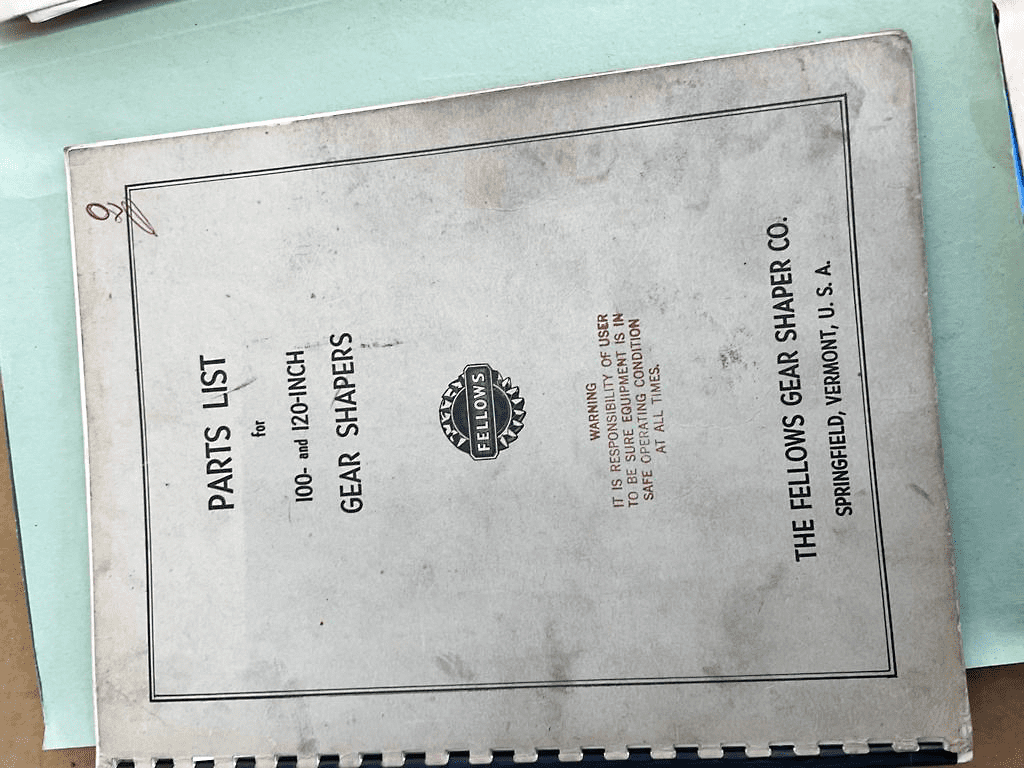 PARTS LIST
for
100- and 120-INCH
GEAR SHAPERS
FELLOWS
WARNING
IT IS RESPONSIBILITY OF USER
TO BE SURE EQUIPMENT IS IN
SAFE OPERATING CONDITION
AT ALL TIMES.
THE FELLOWS GEAR SHAPER CO.
SPRINGFIELD, VERMONT, U. S. A.